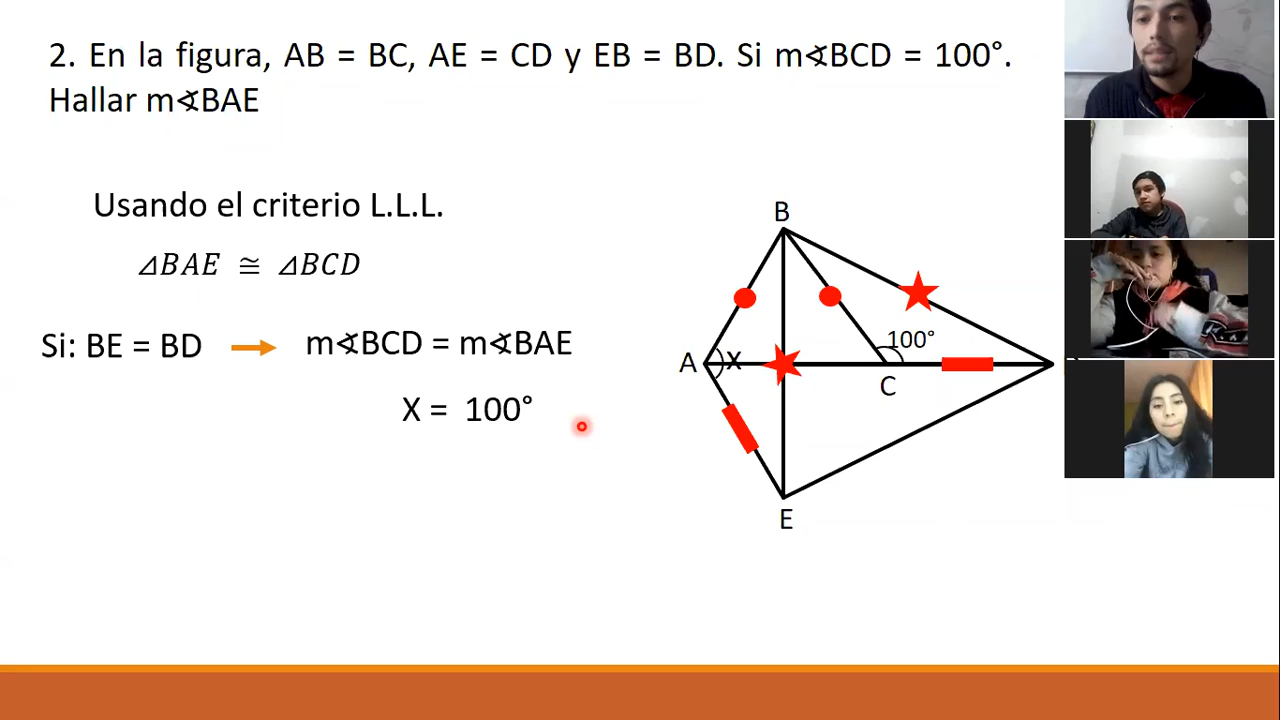 2. En la figura, AB = BC, AE = CD y EB = BD. Si m∢BCD = 100°.
Hallar m∢BAE
Usando el criterio L.L.L.
⊿BAE ≅ ⊿BCD
Si: BE = BD
m∢BCD = m∢BAE
X = 100°
B
100°
A
X
C
E